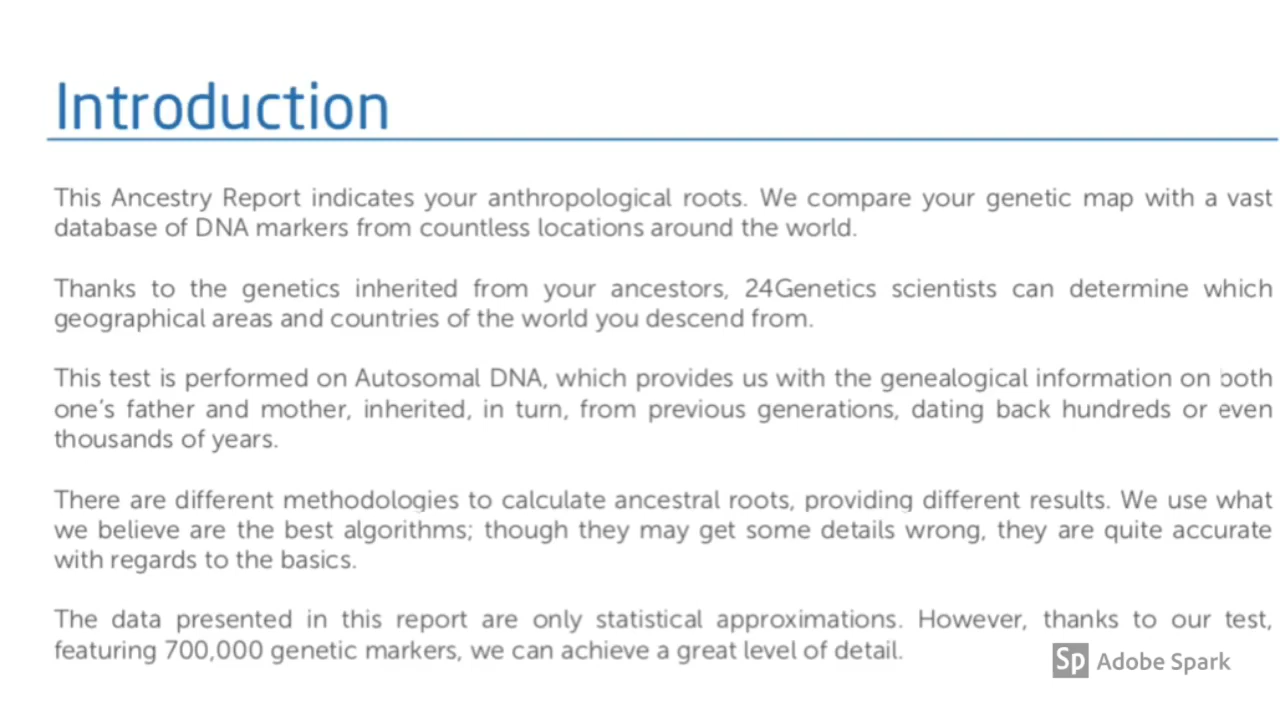 Introduction
This Ancestry Report indicates your anthropological roots. We compare your genetic map with a vast
database of DNA markers from countless locations around the world.
Thanks to the genetics inherited from your ancestors, 24Genetics scientists can determine which
geographical areas and countries of the world you descend from.
This test is performed on Autosomal DNA, which provides us with the genealogical information on both
one's father and mother, inherited, in turn, from previous generations, dating back hundreds or even
thousands of years.
There are different methodologies to calculate ancestral roots, providing different results. We use what
we believe are the best algorithms; though they may get some details wrong, they are quite accurate
with regards to the basics.
The data presented in this report are only statistical approximations. However, thanks to our test,
featuring 700,000 genetic markers, we can achieve a great level of detail.
Sp Adobe Spark